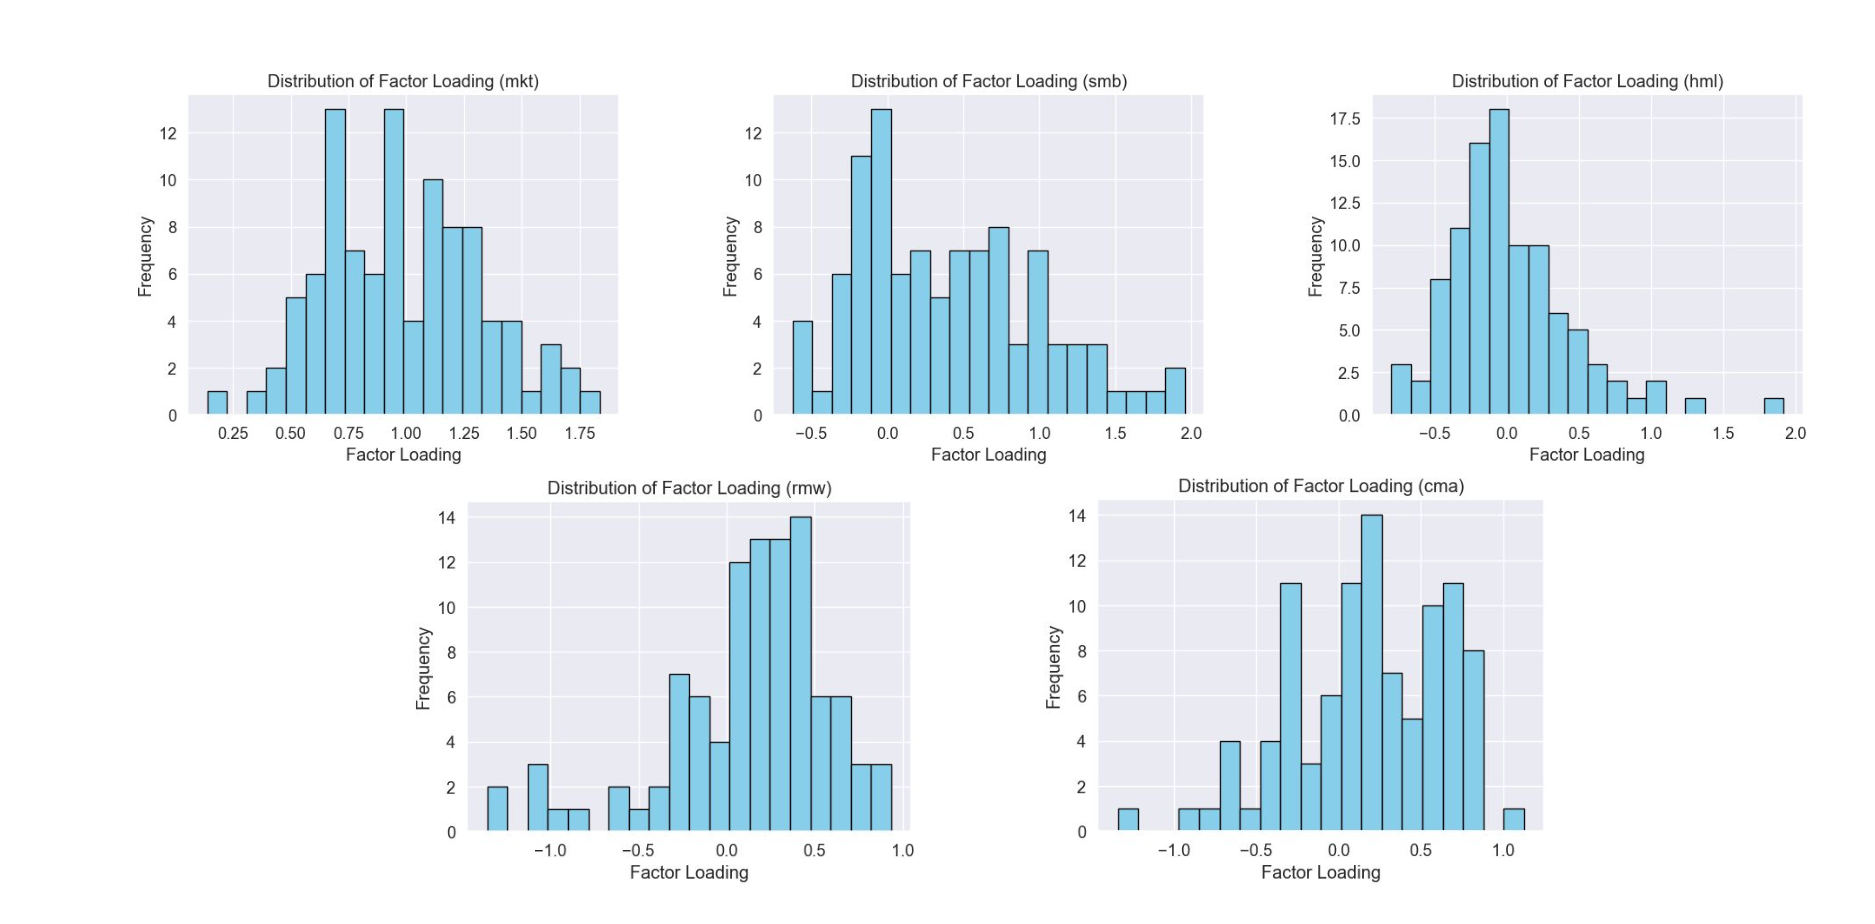 Distribution of Factor Loading (mkt)
Frequency
12
10
8
6
4
2
0
0.25 0.50 0.75 1.00 1.25 1.50 1.75
Factor Loading
Distribution of Factor Loading (smb)
Frequency
12
10
8
6
4
2
0
−0.5 0.0 0.5 1.0 1.5 2.0
Factor Loading
Distribution of Factor Loading (hml)
Frequency
17.5
15.0
12.5
10.0
7.5
5.0
2.5
0.0
−0.5 0.0 0.5 1.0 1.5 2.0
Factor Loading
Distribution of Factor Loading (rmw)
Frequency
14
12
10
8
6
4
2
0
−1.0 −0.5 0.0 0.5 1.0
Factor Loading
Distribution of Factor Loading (cma)
Frequency
14
12
10
8
6
4
2
0
−1.0 −0.5 0.0 0.5 1.0
Factor Loading